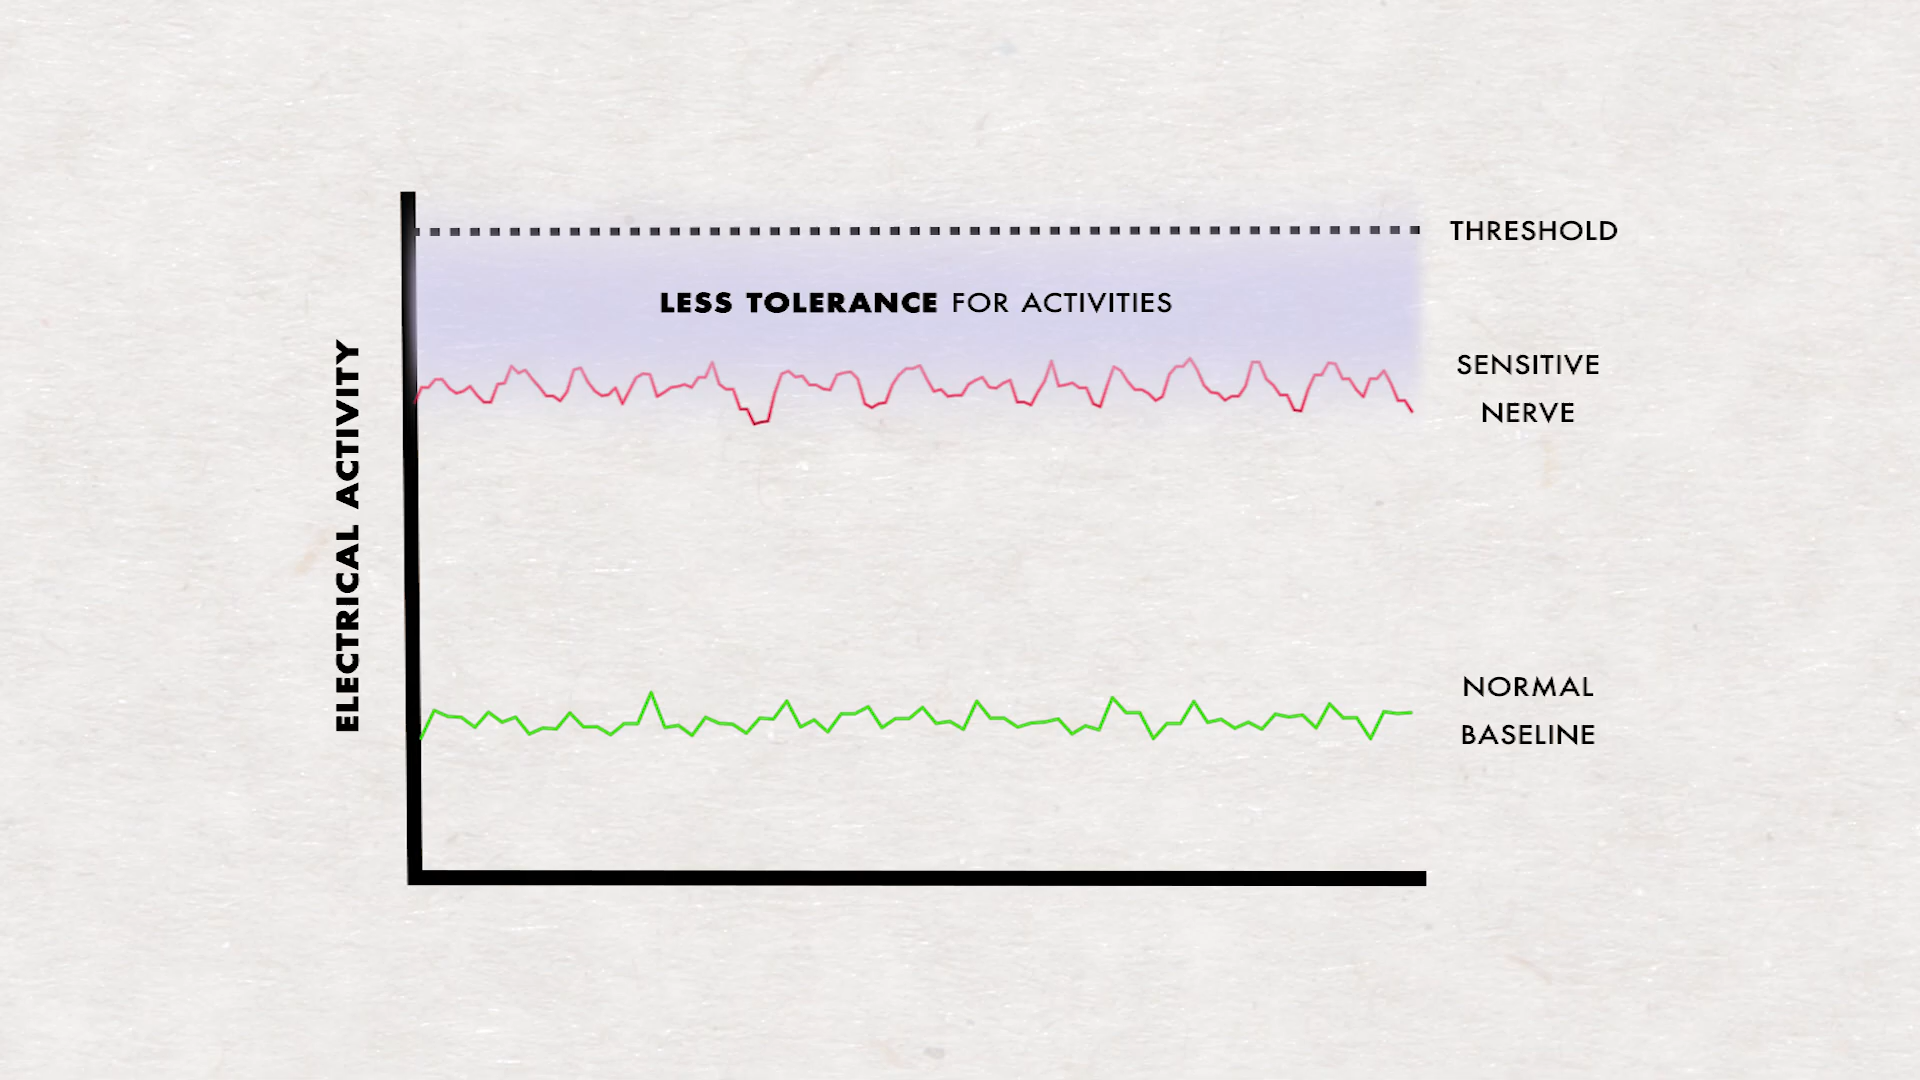 THRESHOLD
LESS TOLERANCE FOR ACTIVITIES
SENSITIVE
NERVE
ELECTRICAL ACTIVITY
NORMAL
BASELINE